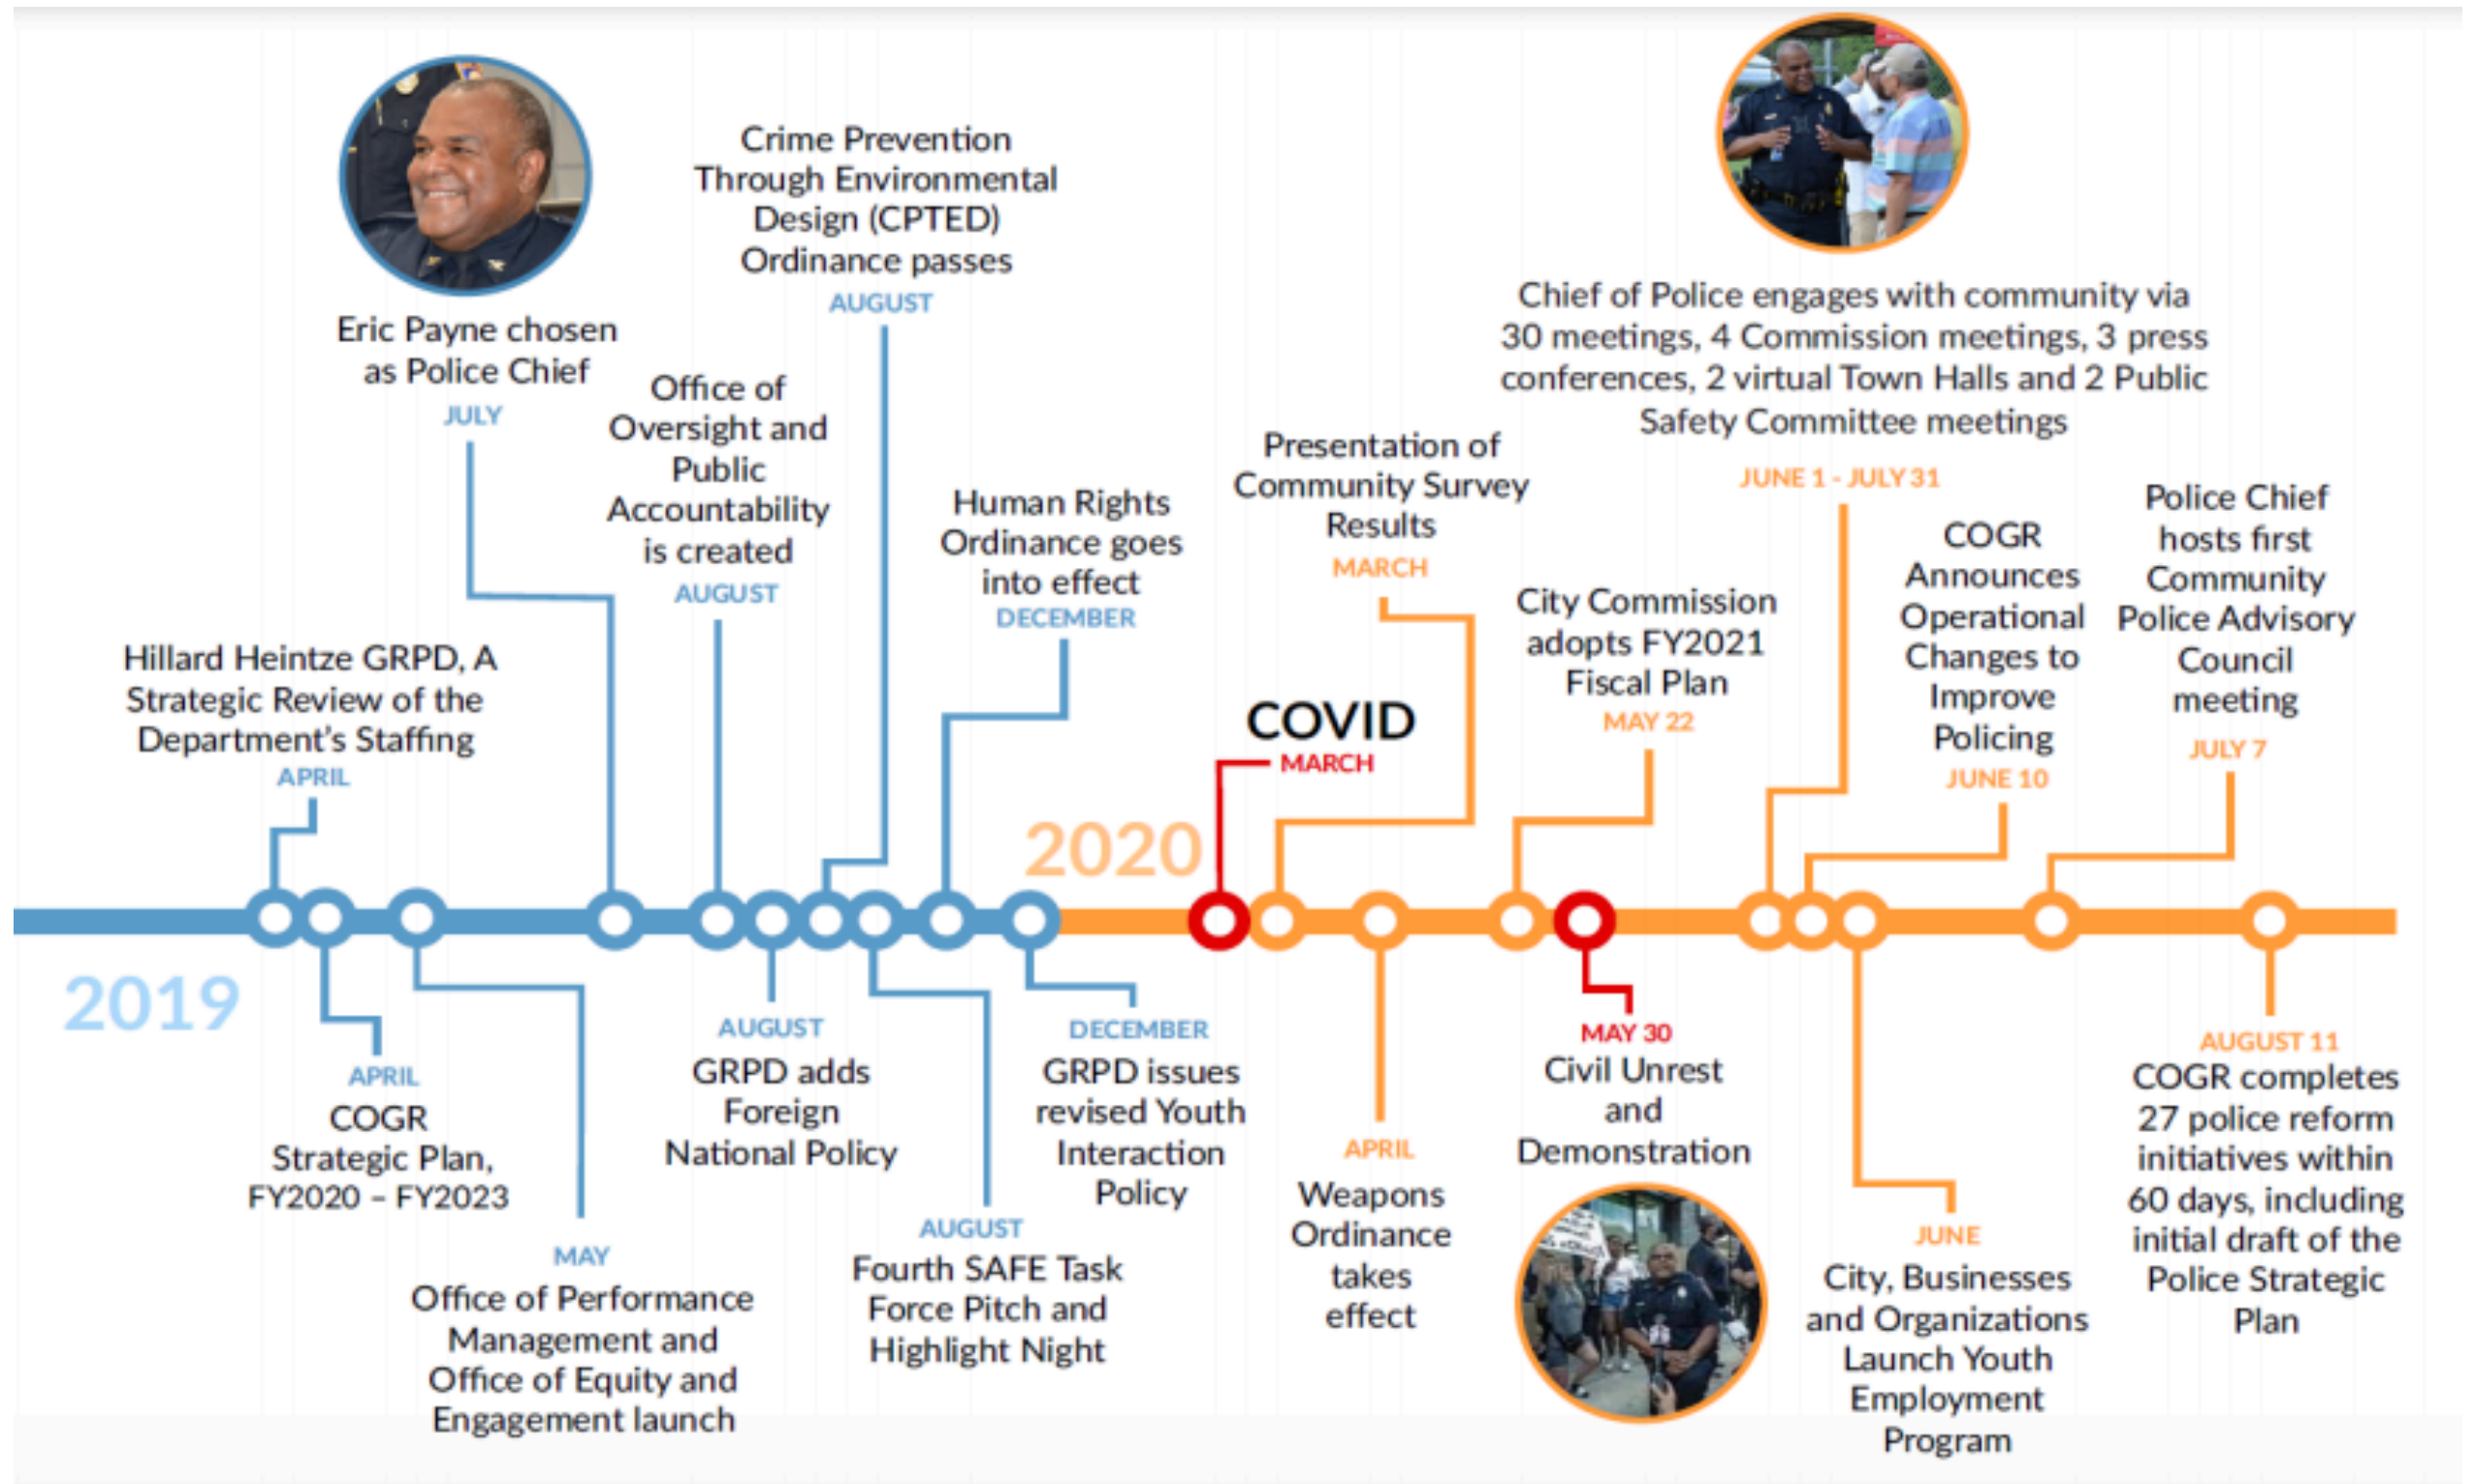 Eric Payne chosen
as Police Chief
JULY
Crime Prevention
Through Environmental
Design (CPTED)
Ordinance passes
AUGUST
Office of
Oversight and
Public
Accountability
is created
AUGUST
Human Rights
Ordinance goes
into effect
DECEMBER
Hillard Heintze GRPD, A
Strategic Review of the
Department's Staffing
APRIL
Presentation of
Community Survey
Results
MARCH
COVID
MARCH
Chief of Police engages with community via
30 meetings, 4 Commission meetings, 3 press
conferences, 2 virtual Town Halls and 2 Public
Safety Committee meetings
JUNE 1 - JULY 31
City Commission
adopts FY2021
Fiscal Plan
MAY 22
COGR
Announces
Operational
Changes to
Improve
Policing
JUNE 10
Police Chief
hosts first
Community
Police Advisory
Council
meeting
JULY 7
2020
2019
APRIL
COGR
Strategic Plan,
FY2020 – FY2023
MAY
Office of Performance
Management and
Office of Equity and
Engagement launch
AUGUST
GRPD adds
Foreign
National Policy
AUGUST
Fourth SAFE Task
Force Pitch and
Highlight Night
DECEMBER
GRPD issues
revised Youth
Interaction
Policy
APRIL
Weapons
Ordinance
takes
effect
MAY 30
Civil Unrest
and
Demonstration
JUNE
City, Businesses
and Organizations
Launch Youth
Employment
Program
AUGUST 11
COGR completes
27 police reform
initiatives within
60 days, including
initial draft of the
Police Strategic
Plan